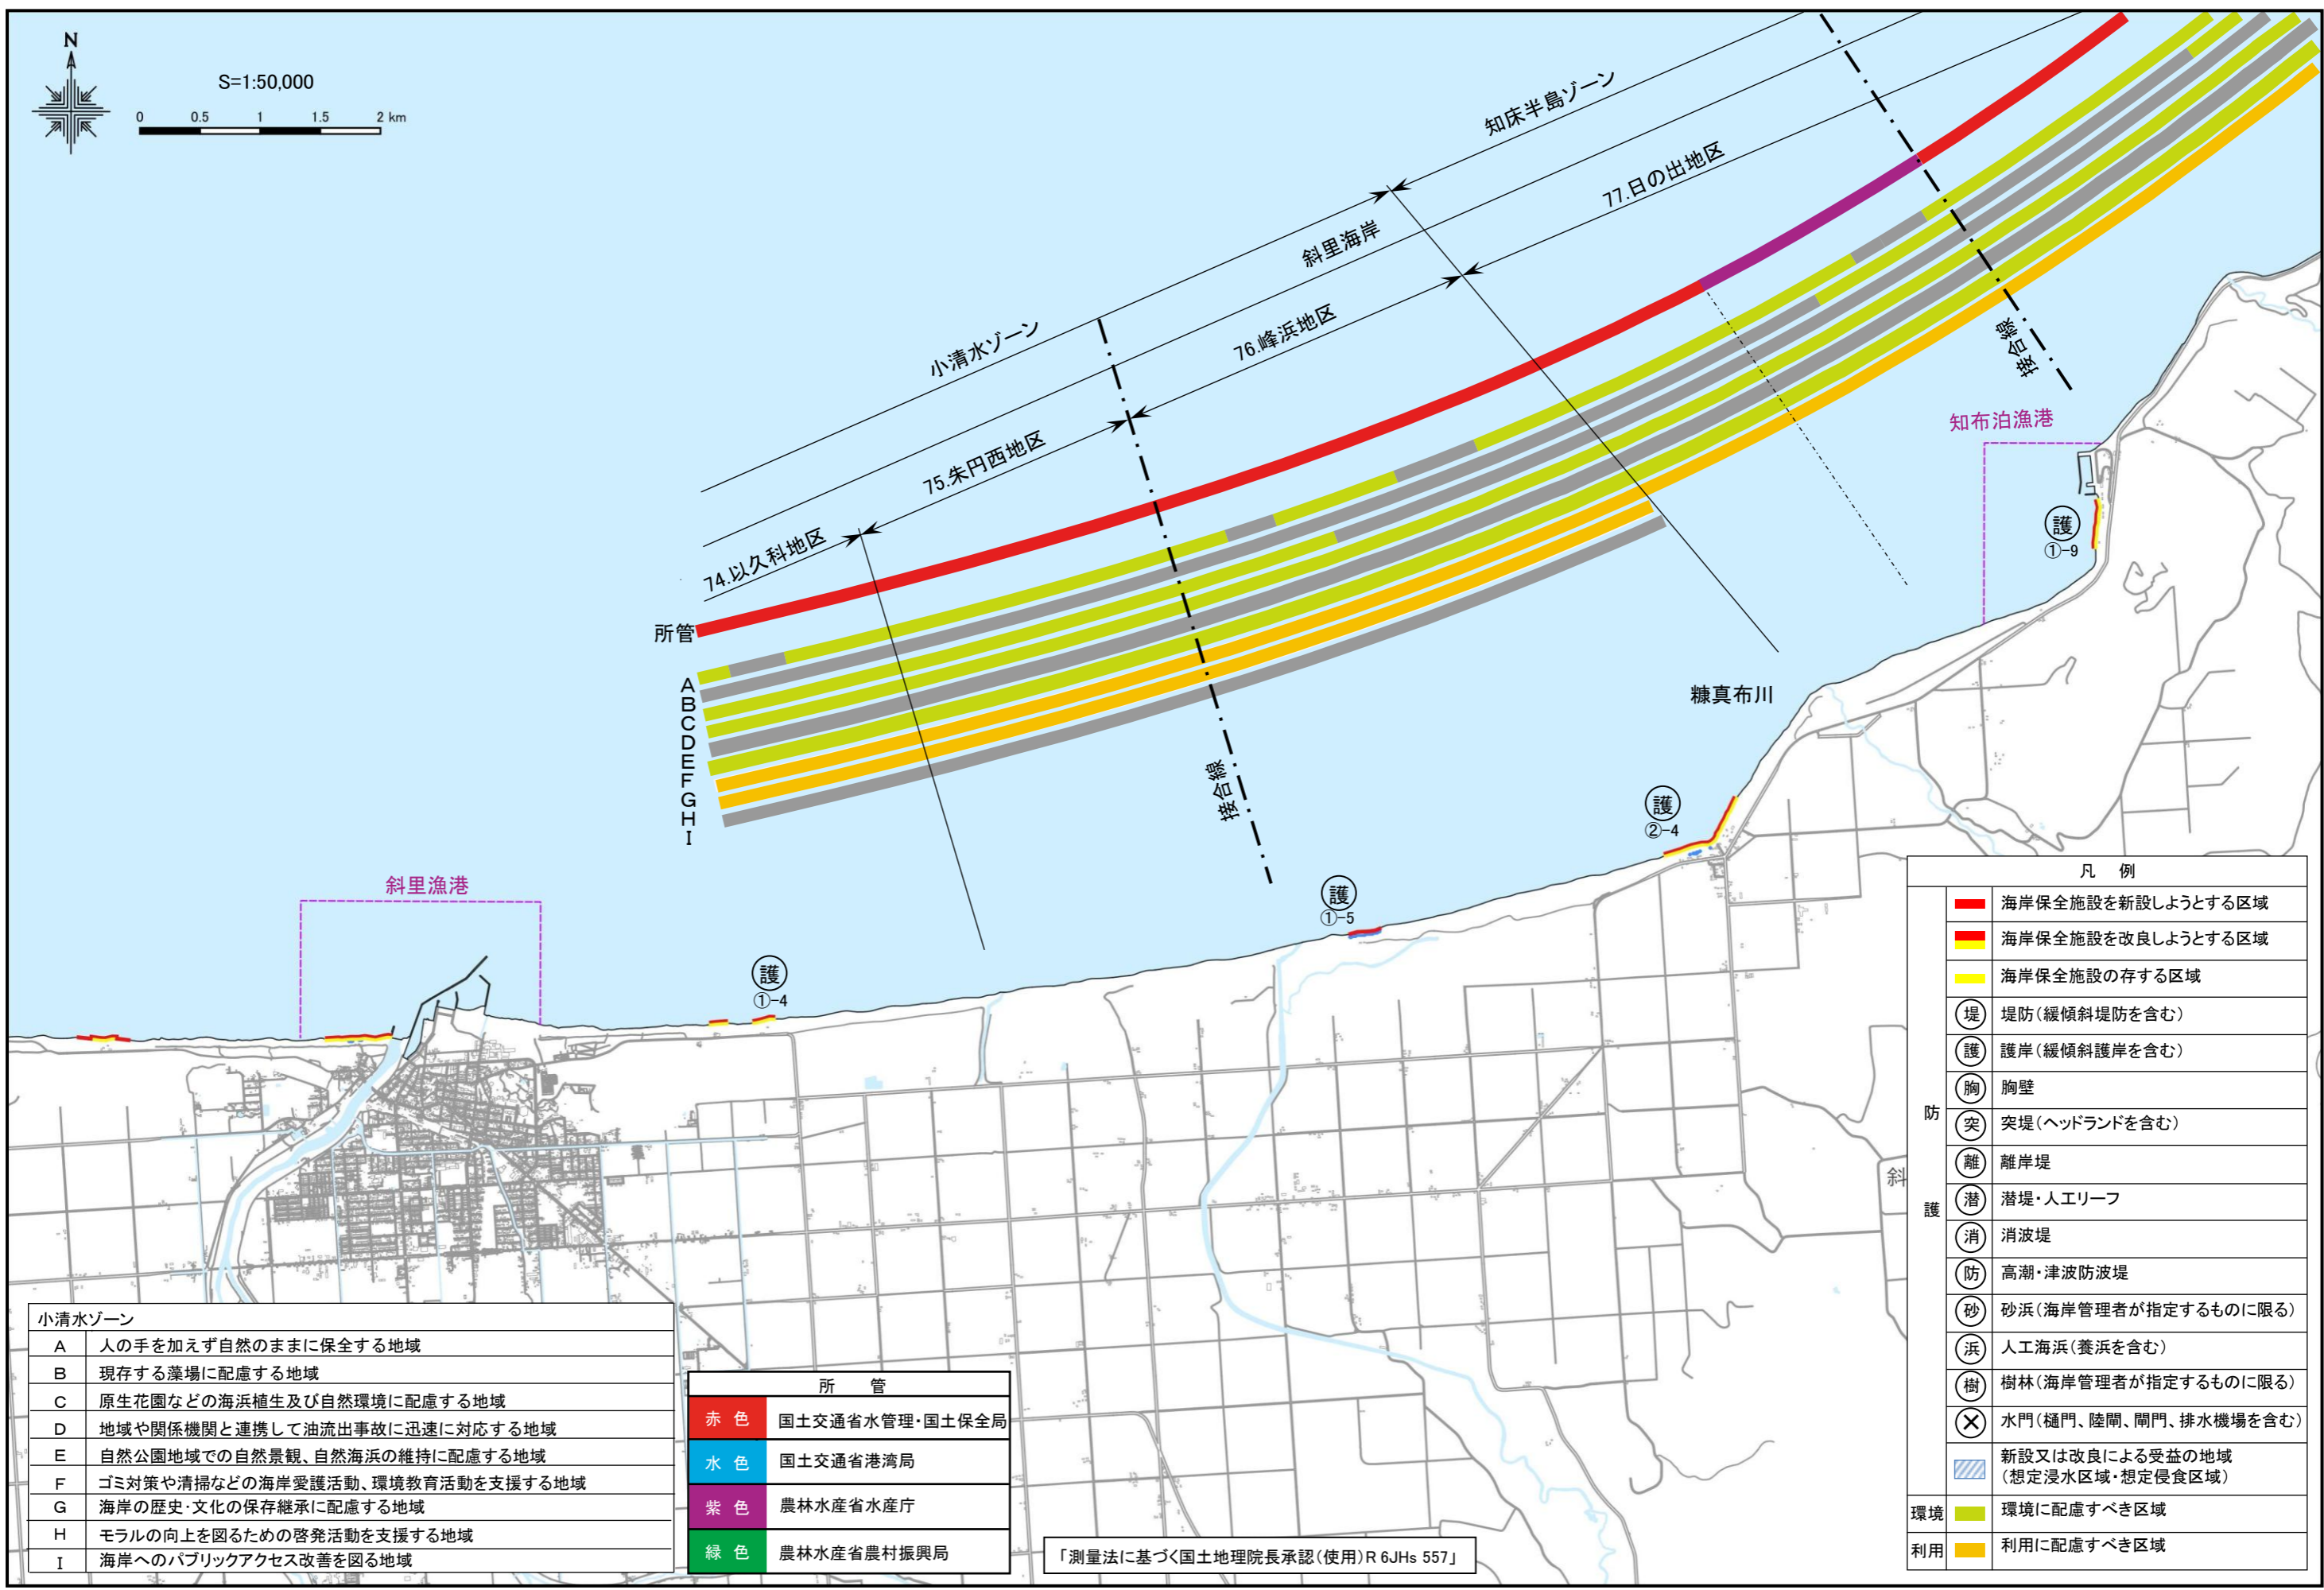 N
S=1:50,000
0 0.5 1 1.5 2 km
知床半島ゾーン
77.日の出地区
斜里海岸
小清水ゾーン
76.峰浜地区
75.朱円西地区
74.以久科地区
所管
A
B
C
D
E
F
G
H
I
接合線
接合線
知布泊漁港
護
①-9
糠真布川
護
②-4
護
①-5
護
①-4
斜里漁港
斜
凡 例
防
護
海岸保全施設を新設しようとする区域
海岸保全施設を改良しようとする区域
海岸保全施設の存する区域
堤 堤防(緩傾斜堤防を含む)
護 護岸(緩傾斜護岸を含む)
胸 胸壁
突 突堤(ヘッドランドを含む)
離 離岸堤
潜 潜堤・人工リーフ
消 消波堤
防 高潮・津波防波堤
砂 砂浜(海岸管理者が指定するものに限る)
浜 人工海浜(養浜を含む)
樹 樹林(海岸管理者が指定するものに限る)
水門(樋門、陸閘、閘門、排水機場を含む)
新設又は改良による受益の地域
(想定浸水区域・想定侵食区域)
環境 環境に配慮すべき区域
利用 利用に配慮すべき区域
小清水ゾーン
A 人の手を加えず自然のままに保全する地域
B 現存する藻場に配慮する地域
C 原生花園などの海浜植生及び自然環境に配慮する地域
D 地域や関係機関と連携して油流出事故に迅速に対応する地域
E 自然公園地域での自然景観、自然海浜の維持に配慮する地域
F ゴミ対策や清掃などの海岸愛護活動、環境教育活動を支援する地域
G 海岸の歴史・文化の保存継承に配慮する地域
H モラルの向上を図るための啓発活動を支援する地域
I 海岸へのパブリックアクセス改善を図る地域
所 管
赤 色 国土交通省水管理・国土保全局
水 色 国土交通省港湾局
紫 色 農林水産省水産庁
緑 色 農林水産省農村振興局
「測量法に基づく国土地理院長承認(使用)R 6JHs 557」